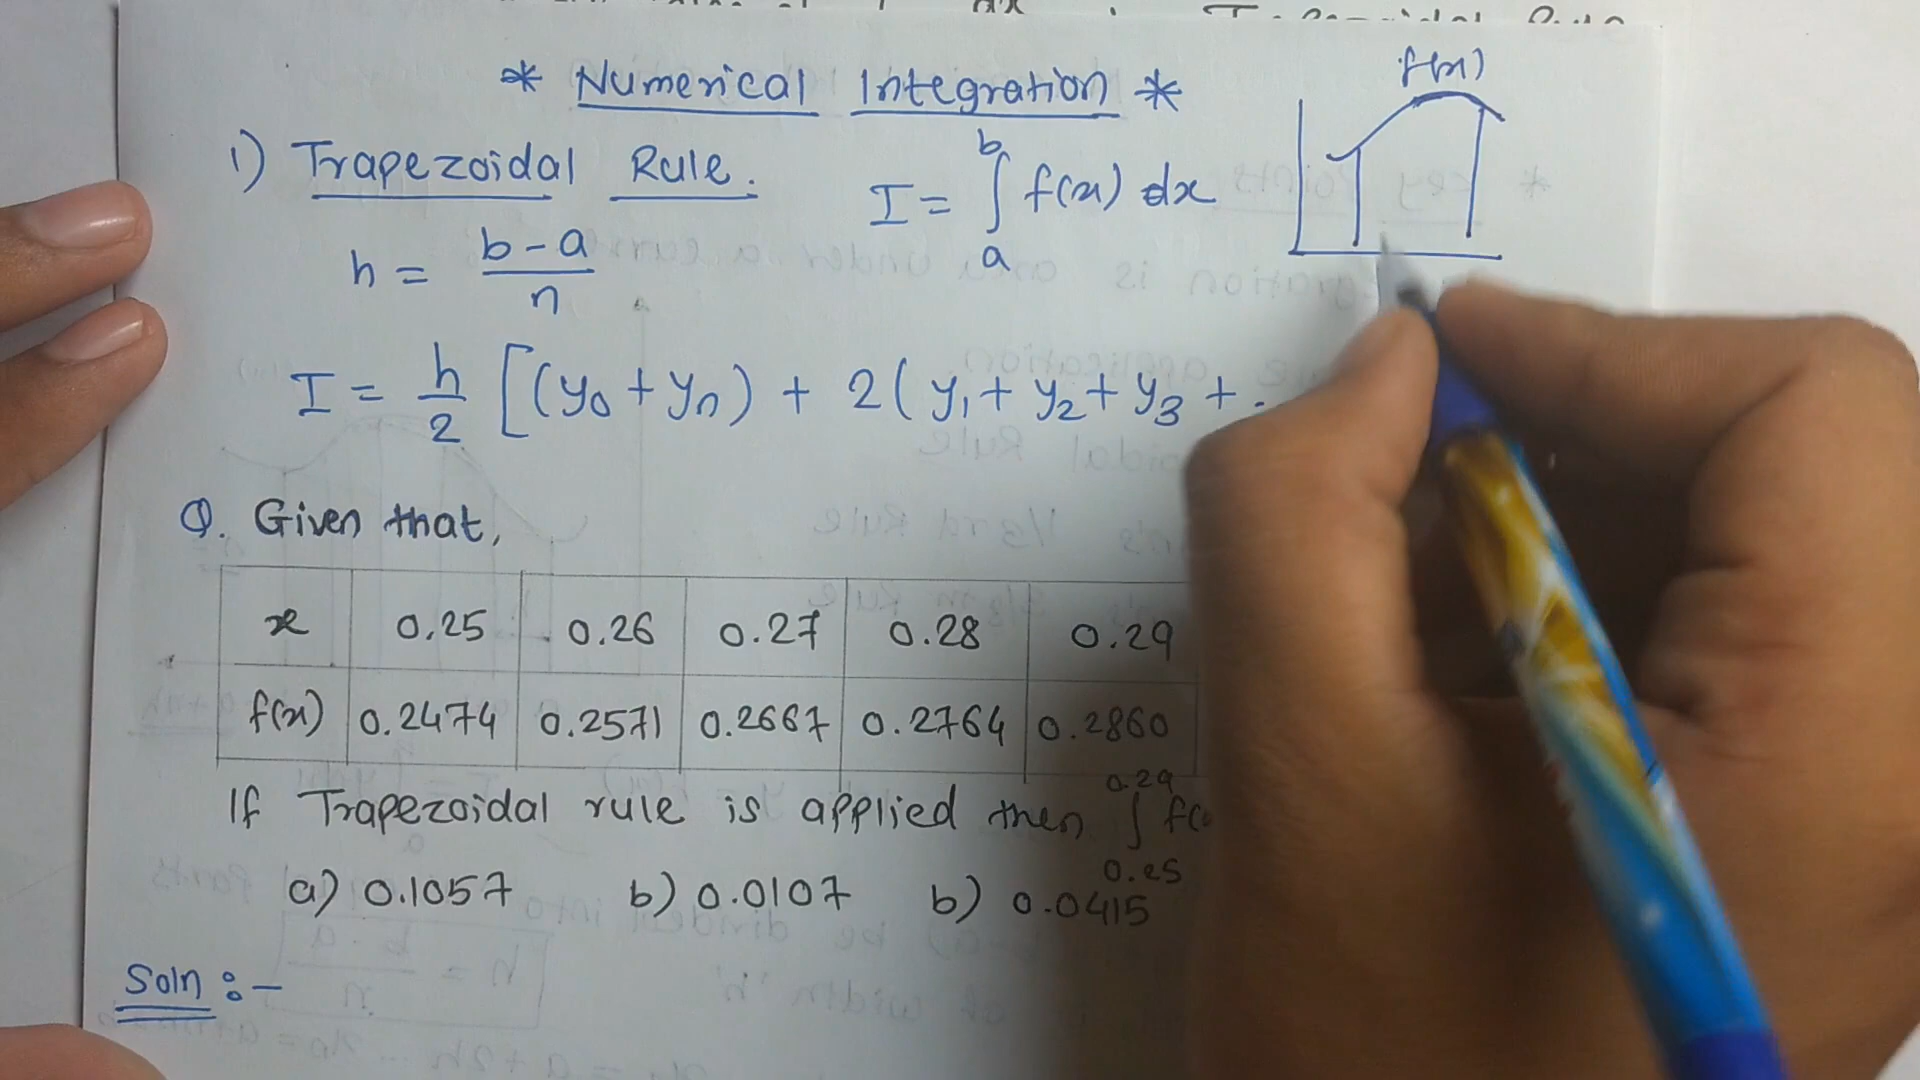 * Numerical Integration *
f(x)
1) Trapezoidal Rule.
I = ∫ₐᵇ f(x) dx
h = (b-a)/n
I = h/2 [(y₀ + yₙ) + 2(y₁ + y₂ + y₃ + .
Q. Given that,
x 0.25 0.26 0.27 0.28 0.29
f(x) 0.2474 0.2571 0.2667 0.2764 0.2860
If Trapezoidal rule is applied then ∫ 0.29 0.25 f(
a) 0.1057 b) 0.0107 b) 0.0415
Soln :-